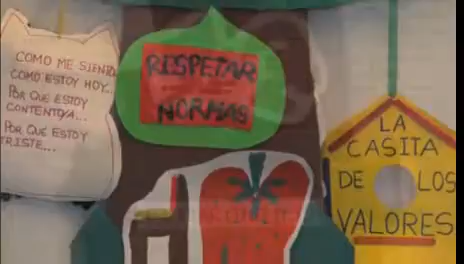 COMO ME SIENTO
COMO ESTOY HOY...
POR QUE ESTOY
CONTENTO/A...
POR QUE ESTOY
TRISTE...
RESPETAR
NORMAS
LA
CASITA
DE LOS
VALORES